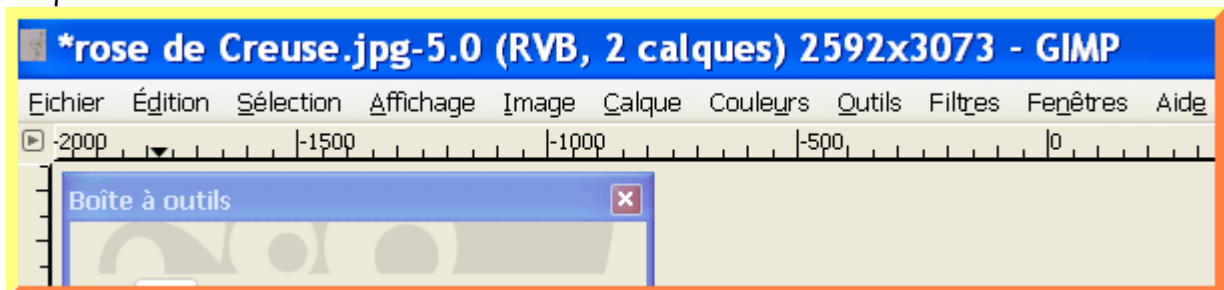 *rose de Creuse.jpg-5.0 (RVB, 2 calques) 2592x3073 - GIMP
Fichier Édition Sélection Affichage Image Calque Couleurs Outils Filtres Fenêtres Aide
-2000 -1500 -1000 -500 0
Boîte à outils